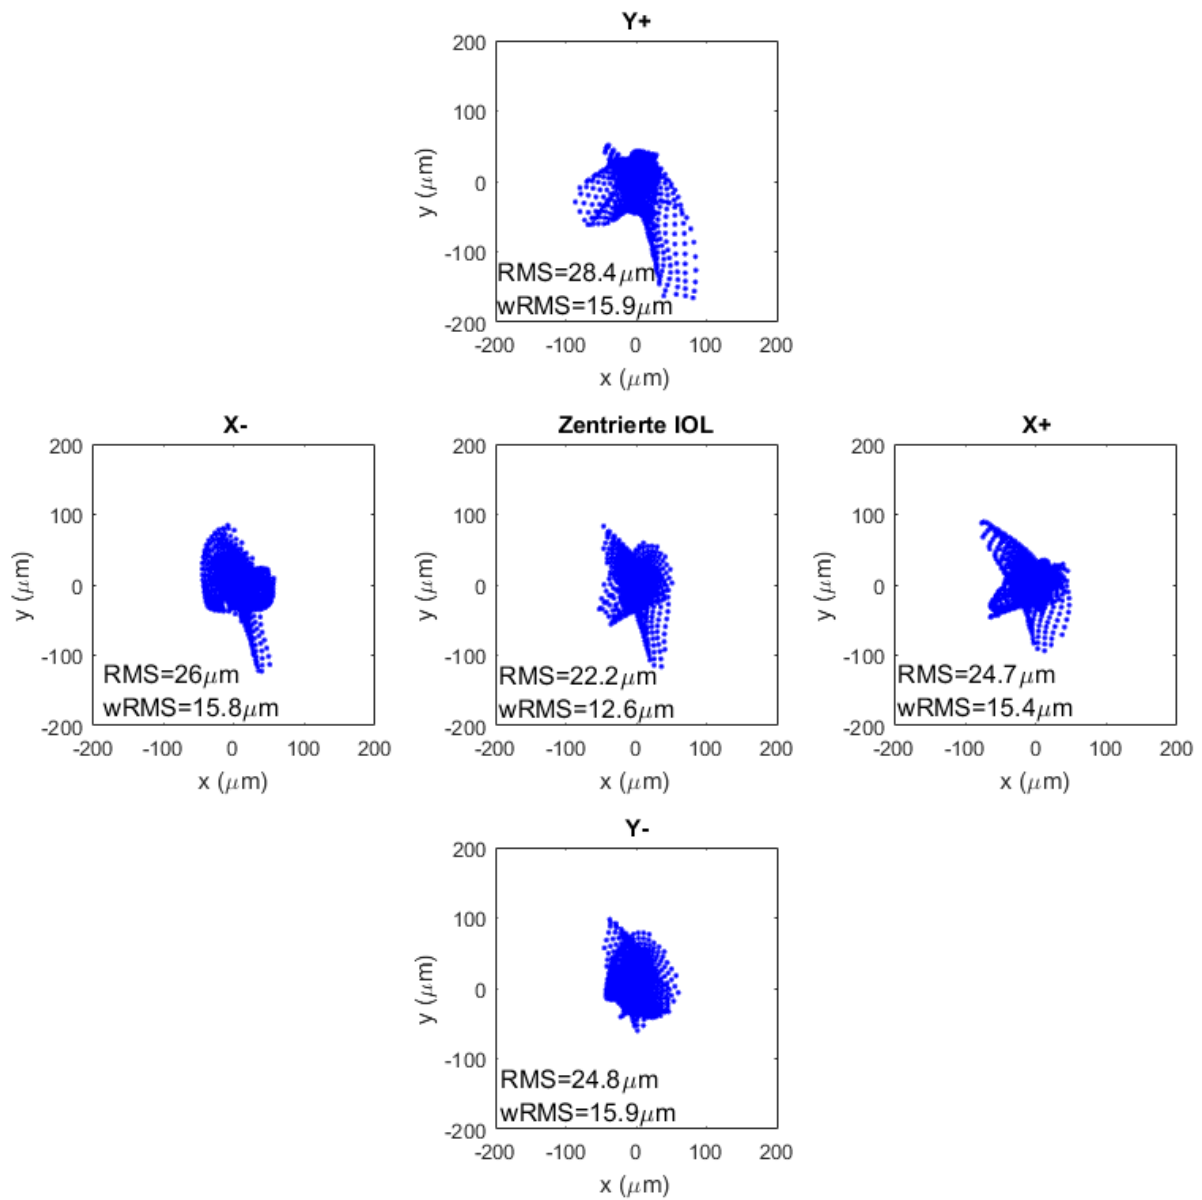 Y+
200
100
0
-100
-200
y (μm)
RMS=28.4μm
wRMS=15.9μm
-200 -100 0 100 200
x (μm)
X-
200
100
0
-100
-200
y (μm)
RMS=26μm
wRMS=15.8μm
-200 -100 0 100 200
x (μm)
Zentrierte IOL
200
100
0
-100
-200
y (μm)
RMS=22.2μm
wRMS=12.6μm
-200 -100 0 100 200
x (μm)
X+
200
100
0
-100
-200
y (μm)
RMS=24.7μm
wRMS=15.4μm
-200 -100 0 100 200
x (μm)
Y-
200
100
0
-100
-200
y (μm)
RMS=24.8μm
wRMS=15.9μm
-200 -100 0 100 200
x (μm)